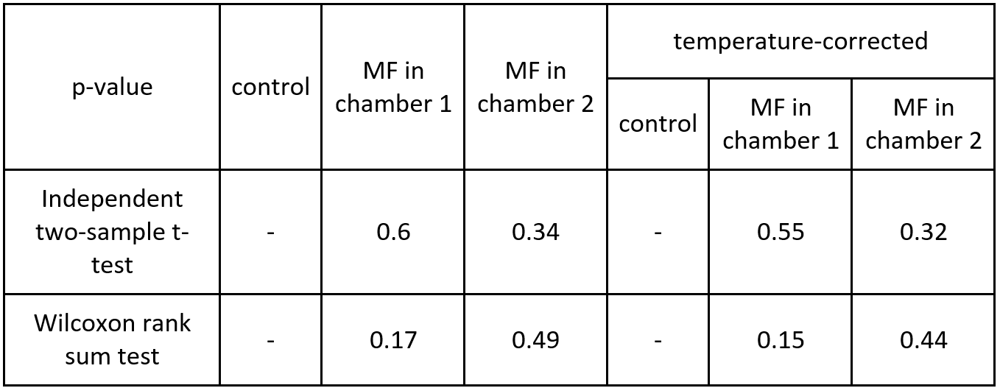 temperature-corrected
p-value
control
MF in
chamber 1
MF in
chamber 2
control
MF in
chamber 1
MF in
chamber 2
Independent
two-sample t-
test
-
0.6
0.34
-
0.55
0.32
Wilcoxon rank
sum test
-
0.17
0.49
-
0.15
0.44